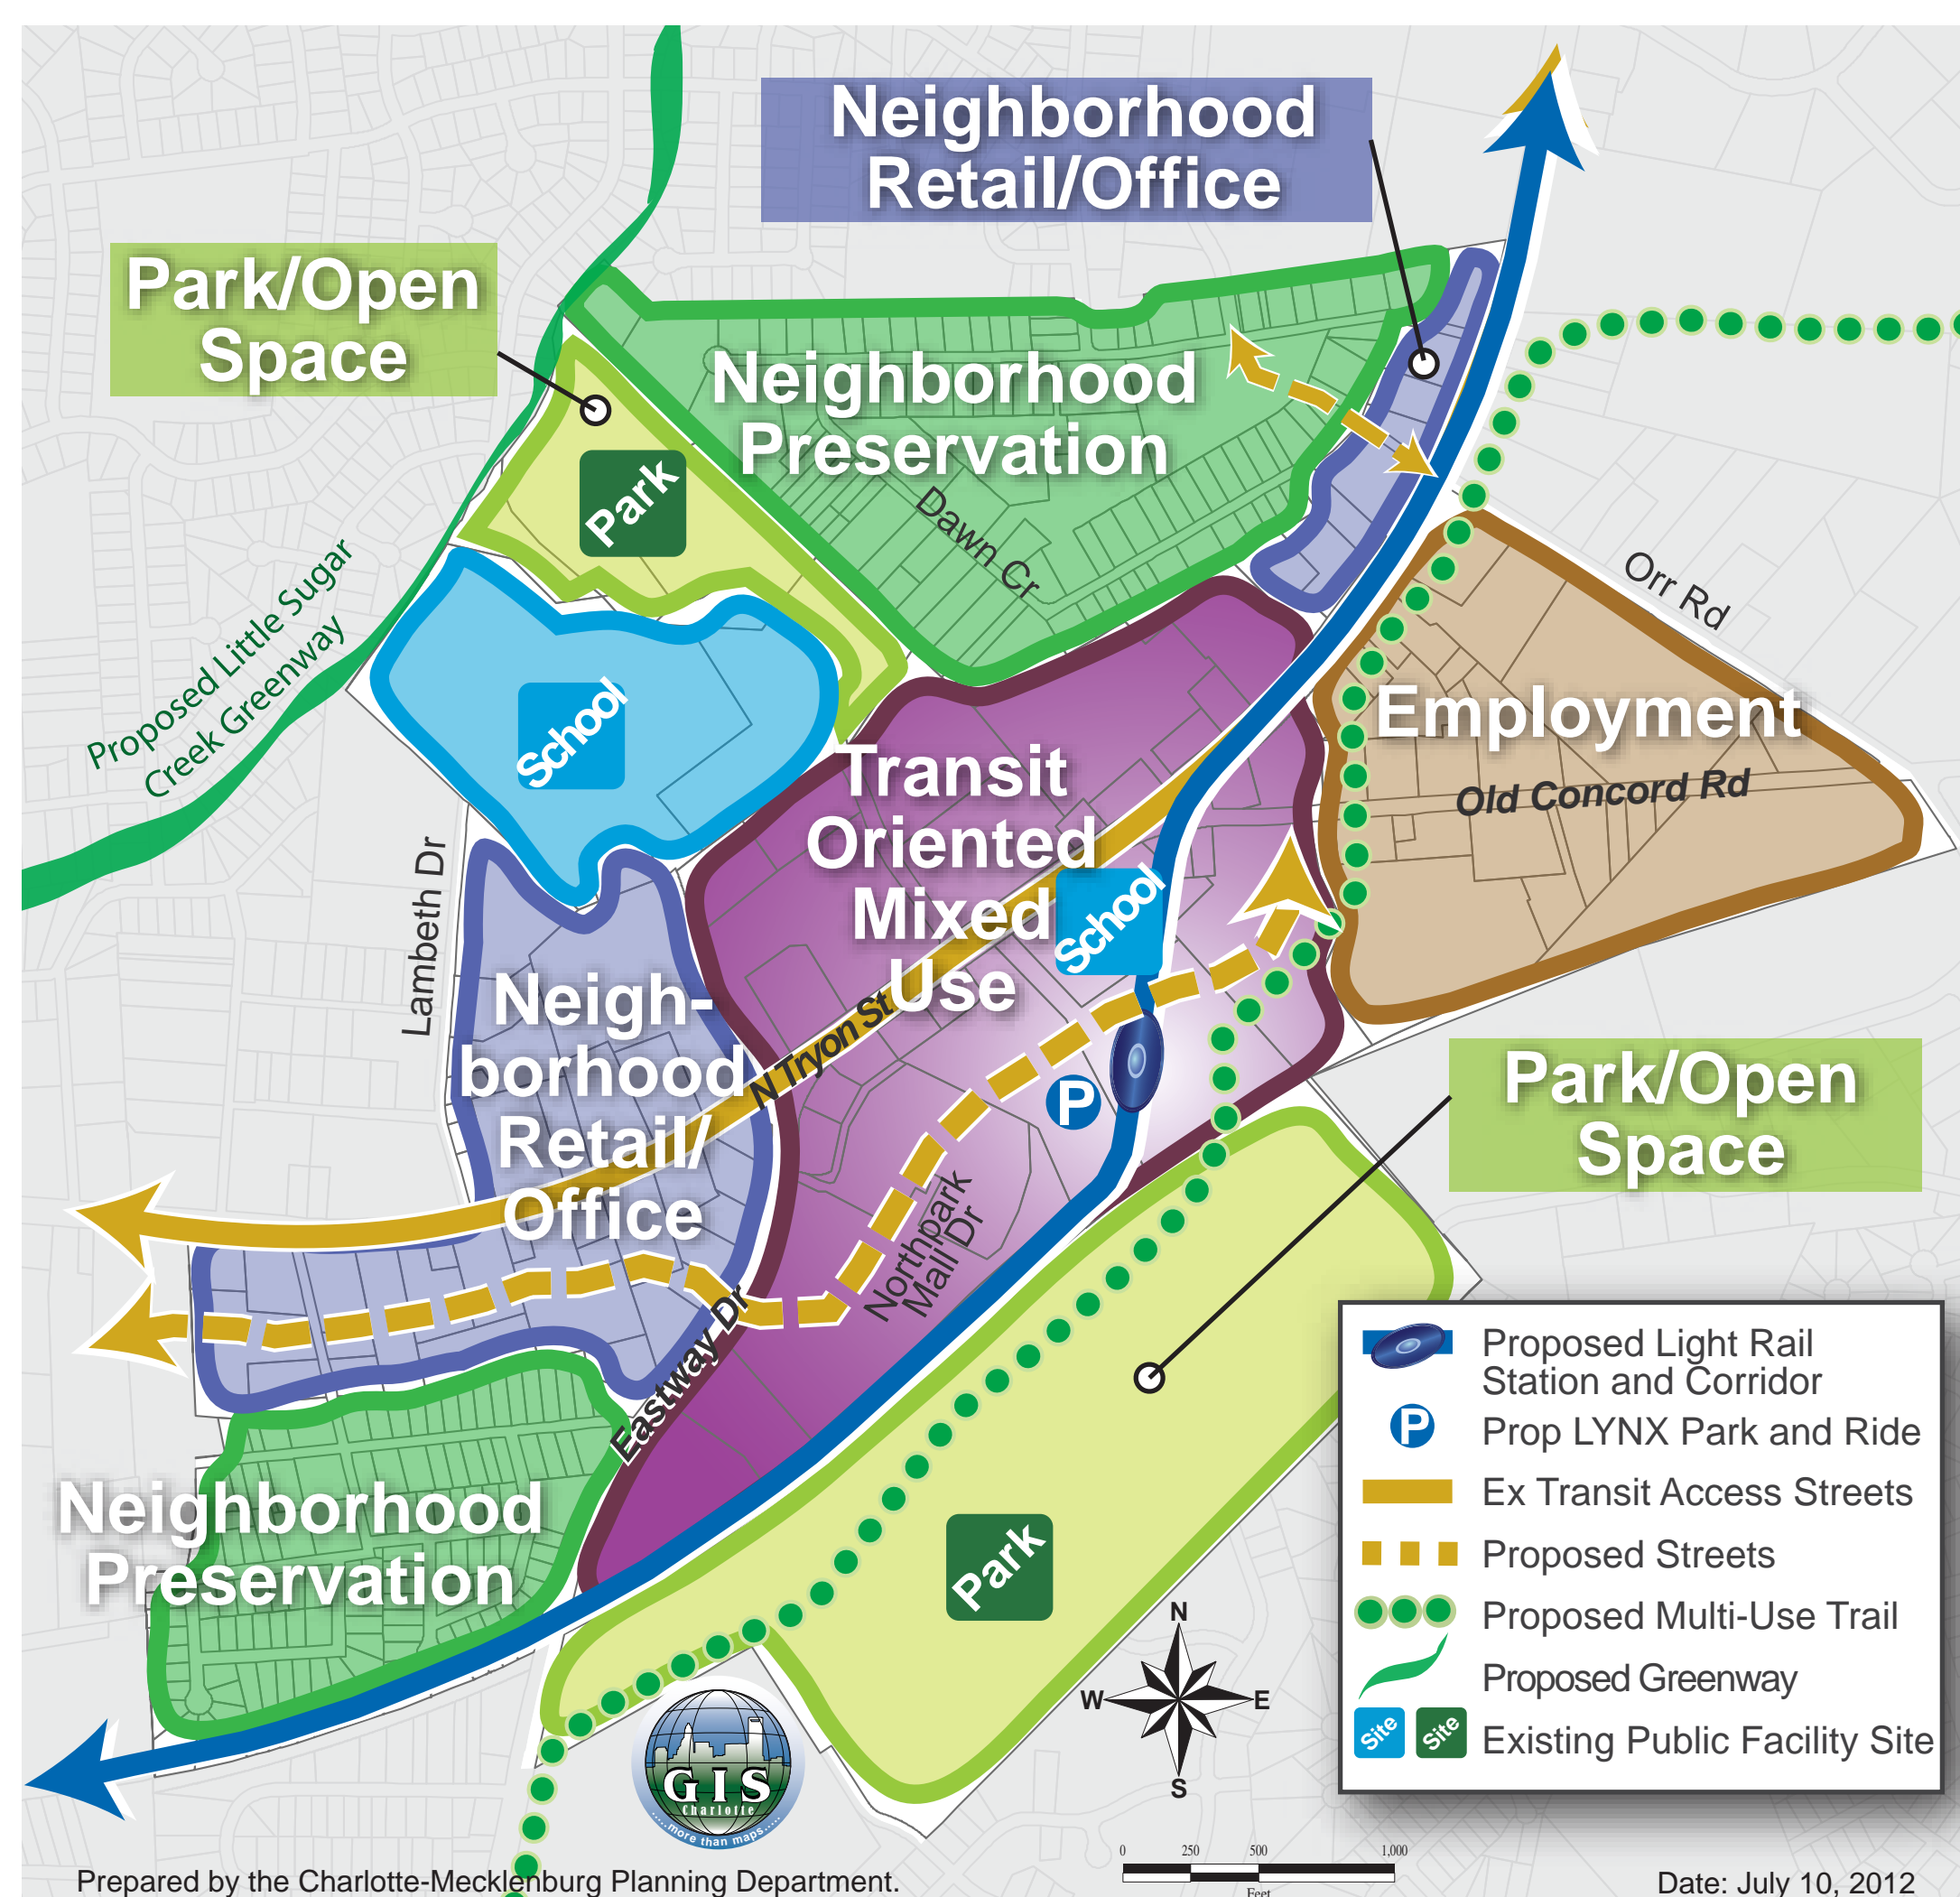 Neighborhood
Retail/Office
Park/Open
Space
Neighborhood
Preservation
Park
Dawn Cr
Orr Rd
Proposed Little Sugar
Creek Greenway
School
Employment
Old Concord Rd
Transit
Oriented
Mixed
Use
School
Lambeth Dr
Neigh-
borhood
Retail/
Office
N Tryon St
P
Park/Open
Space
Northpark
Mall Dr
Eastway Dr
Neighborhood
Preservation
Park
Proposed Light Rail
Station and Corridor
P
Prop LYNX Park and Ride
Ex Transit Access Streets
Proposed Streets
Proposed Multi-Use Trail
Proposed Greenway
Site
Site
Existing Public Facility Site
N
W
E
S
GIS
Charlotte
.....more than maps.....
0 250 500 1,000
Feet
Prepared by the Charlotte-Mecklenburg Planning Department.
Date: July 10, 2012